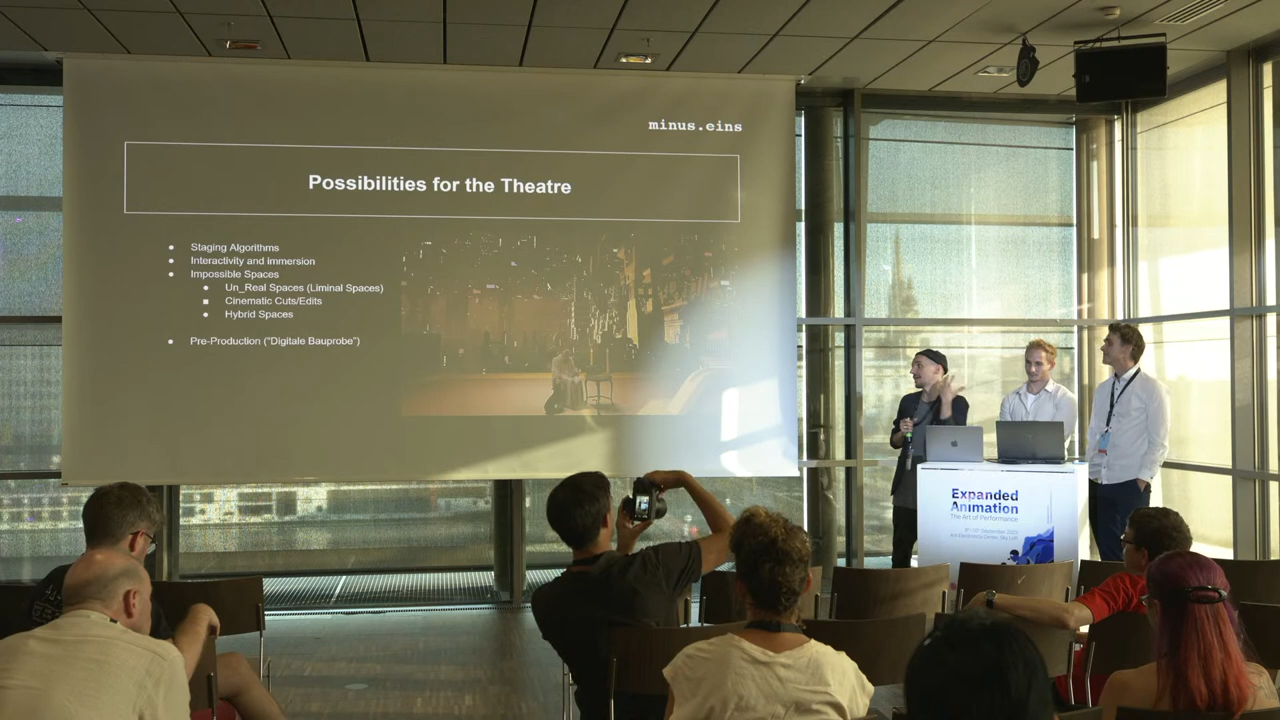 minus.eins
Possibilities for the Theatre
Staging Algorithms
Interactivity and immersion
Impossible Spaces
Un_Real Spaces (Liminal Spaces)
Cinematic Cuts/Edits
Hybrid Spaces
Pre-Production ("Digitale Bauprobe")
Expanded
Animation
The Art of Performance